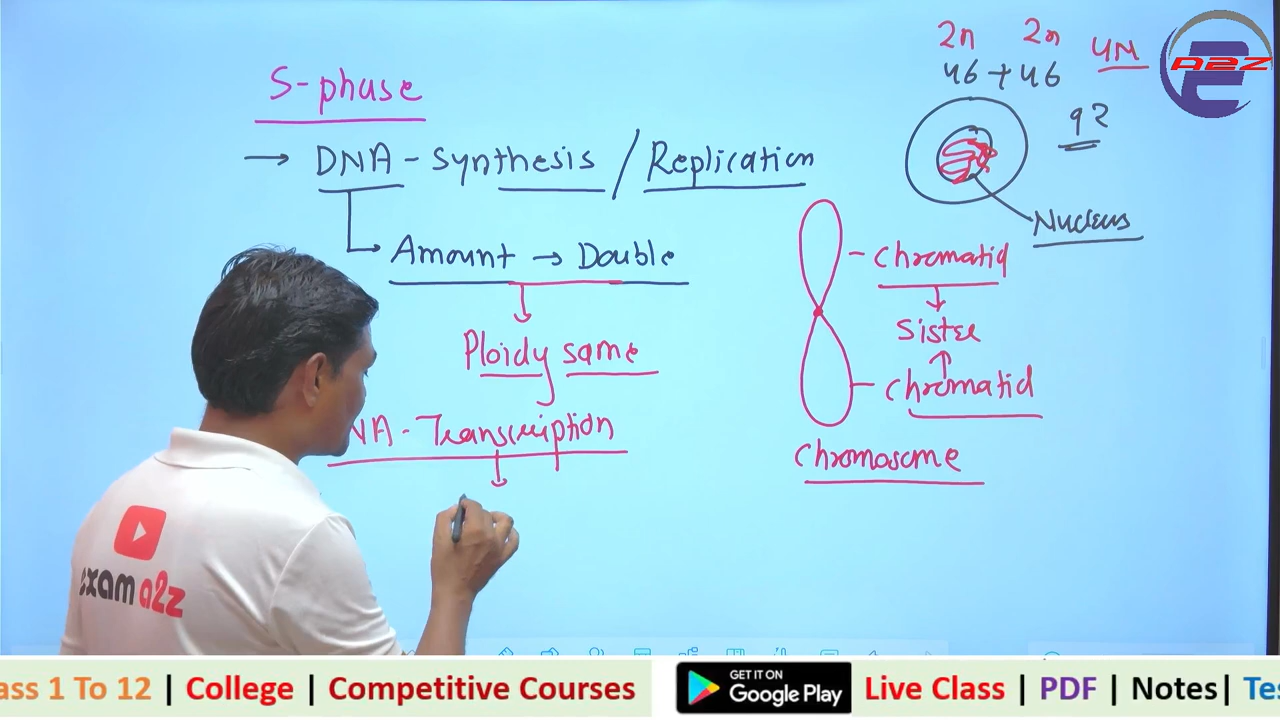 2n 2n 4N
46 + 46
92
A2Z
S-phase
→ DNA - Synthesis / Replication
Nucleus
Amount → Double
Chromatid
Sister
Chromatid
Chromosome
Ploidy same
NA - Transcription
exam a2z
ass 1 To 12 | College | Competitive Courses
GET IT ON
Google Play
Live Class | PDF | Notes | Tes